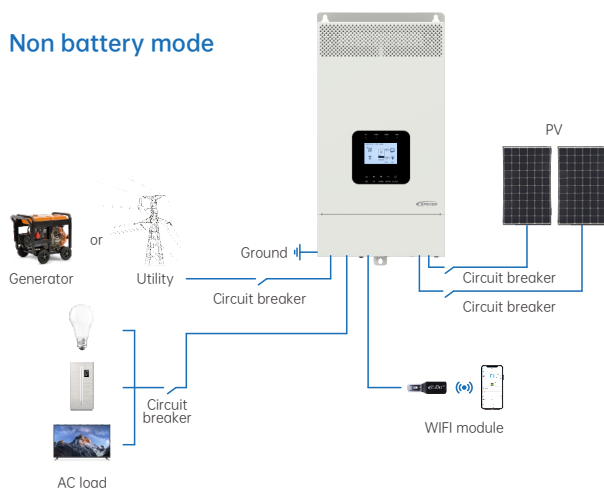 Non battery mode
PV
EPEVER
or
Ground
Generator
Utility
Circuit breaker
Circuit breaker
Circuit breaker
Circuit
breaker
WIFI module
AC load